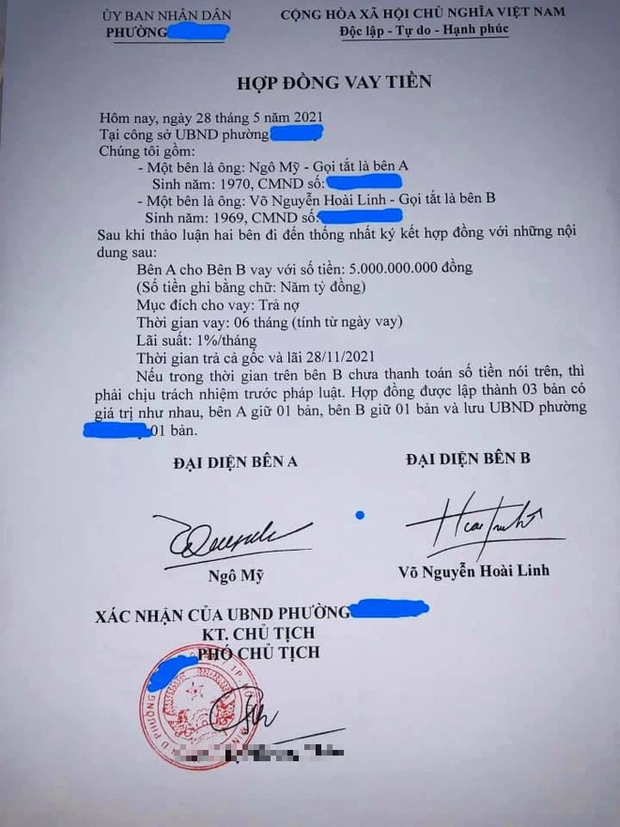 ỦY BAN NHÂN DÂN
PHƯỜNG
CỘNG HÒA XÃ HỘI CHỦ NGHĨA VIỆT NAM
Độc lập - Tự do - Hạnh phúc
HỢP ĐỒNG VAY TIỀN
Hôm nay, ngày 28 tháng 5 năm 2021
Tại công sở UBND phường
Chúng tôi gồm:
- Một bên là ông: Ngô Mỹ - Gọi tắt là bên A
Sinh năm: 1970, CMND số:
- Một bên là ông: Võ Nguyễn Hoài Linh - Gọi tắt là bên B
Sinh năm: 1969, CMND số:
Sau khi thảo luận hai bên đi đến thống nhất ký kết hợp đồng với những nội
dung sau:
Bên A cho Bên B vay với số tiền: 5.000.000.000 đồng
(Số tiền ghi bằng chữ: Năm tỷ đồng)
Mục đích cho vay: Trả nợ
Thời gian vay: 06 tháng (tính từ ngày vay)
Lãi suất: 1%/tháng
Thời gian trả cả gốc và lãi 28/11/2021
Nếu trong thời gian trên bên B chưa thanh toán số tiền nói trên, thì
phải chịu trách nhiệm trước pháp luật. Hợp đồng được lập thành 03 bản có
giá trị như nhau, bên A giữ 01 bản, bên B giữ 01 bản và lưu UBND phường
01 bản.
ĐẠI DIỆN BÊN A
ĐẠI DIỆN BÊN B
Ngô Mỹ
Võ Nguyễn Hoài Linh
XÁC NHẬN CỦA UBND PHƯỜNG
KT. CHỦ TỊCH
PHÓ CHỦ TỊCH